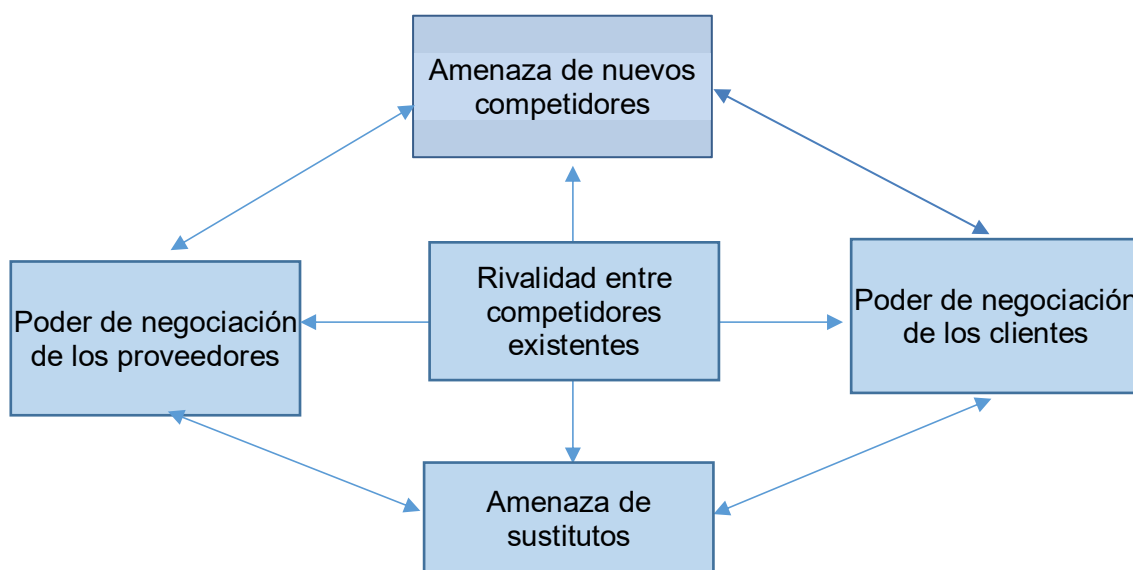 Amenaza de nuevos
competidores
Rivalidad entre
competidores
existentes
Poder de negociación
de los proveedores
Poder de negociación
de los clientes
Amenaza de
sustitutos